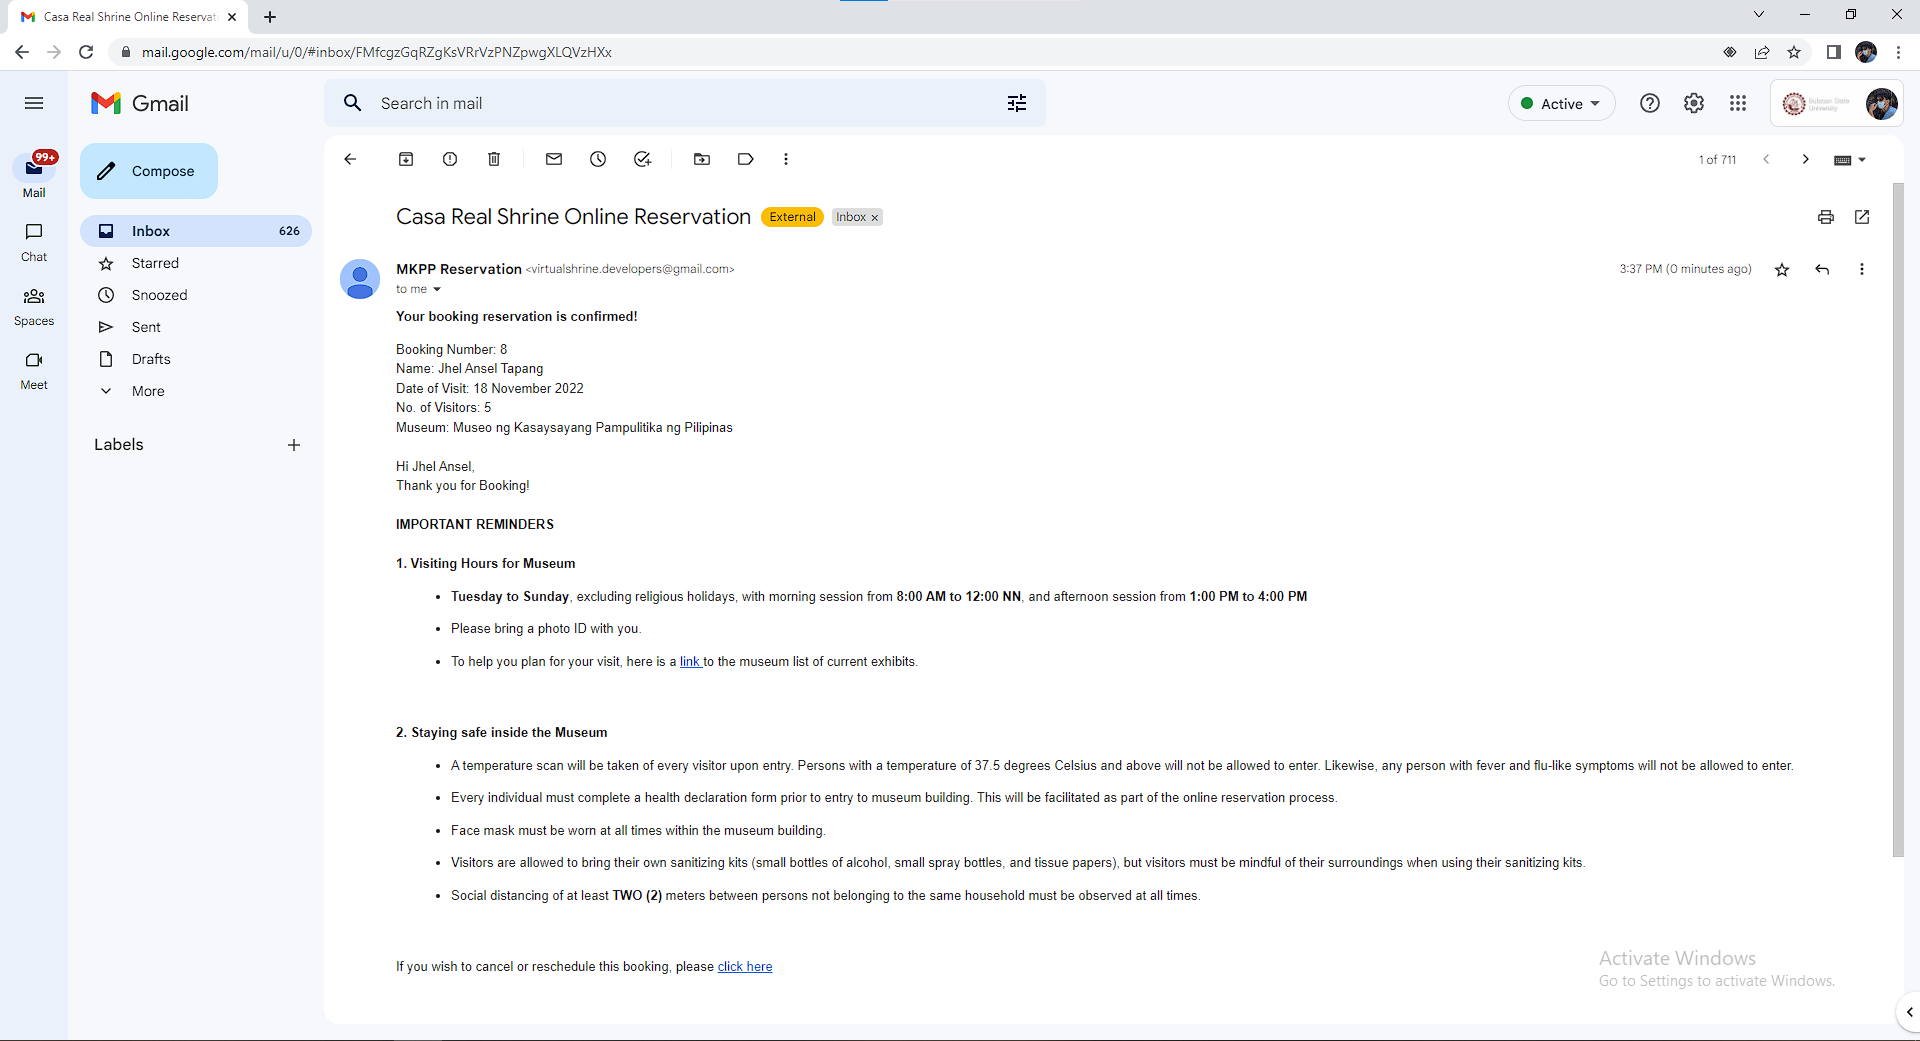 Casa Real Shrine Online Reservat
mail.google.com/mail/u/0/#inbox/FMfcgzGqRZgKsVRrVzPNZpwgXLQVzHXx
Gmail
Search in mail
Active
Bulacan State
University
99+
Mail
Chat
Spaces
Meet
Compose
Inbox 626
Starred
Snoozed
Sent
Drafts
More
Labels
1 of 711
Casa Real Shrine Online Reservation External Inbox x
MKPP Reservation <virtualshrine.developers@gmail.com> 3:37 PM (0 minutes ago)
to me
Your booking reservation is confirmed!
Booking Number: 8
Name: Jhel Ansel Tapang
Date of Visit: 18 November 2022
No. of Visitors: 5
Museum: Museo ng Kasaysayang Pampulitika ng Pilipinas
Hi Jhel Ansel,
Thank you for Booking!
IMPORTANT REMINDERS
1. Visiting Hours for Museum
• Tuesday to Sunday, excluding religious holidays, with morning session from 8:00 AM to 12:00 NN, and afternoon session from 1:00 PM to 4:00 PM
• Please bring a photo ID with you.
• To help you plan for your visit, here is a link to the museum list of current exhibits.
2. Staying safe inside the Museum
• A temperature scan will be taken of every visitor upon entry. Persons with a temperature of 37.5 degrees Celsius and above will not be allowed to enter. Likewise, any person with fever and flu-like symptoms will not be allowed to enter.
• Every individual must complete a health declaration form prior to entry to museum building. This will be facilitated as part of the online reservation process.
• Face mask must be worn at all times within the museum building.
• Visitors are allowed to bring their own sanitizing kits (small bottles of alcohol, small spray bottles, and tissue papers), but visitors must be mindful of their surroundings when using their sanitizing kits.
• Social distancing of at least TWO (2) meters between persons not belonging to the same household must be observed at all times.
If you wish to cancel or reschedule this booking, please click here
Activate Windows
Go to Settings to activate Windows.